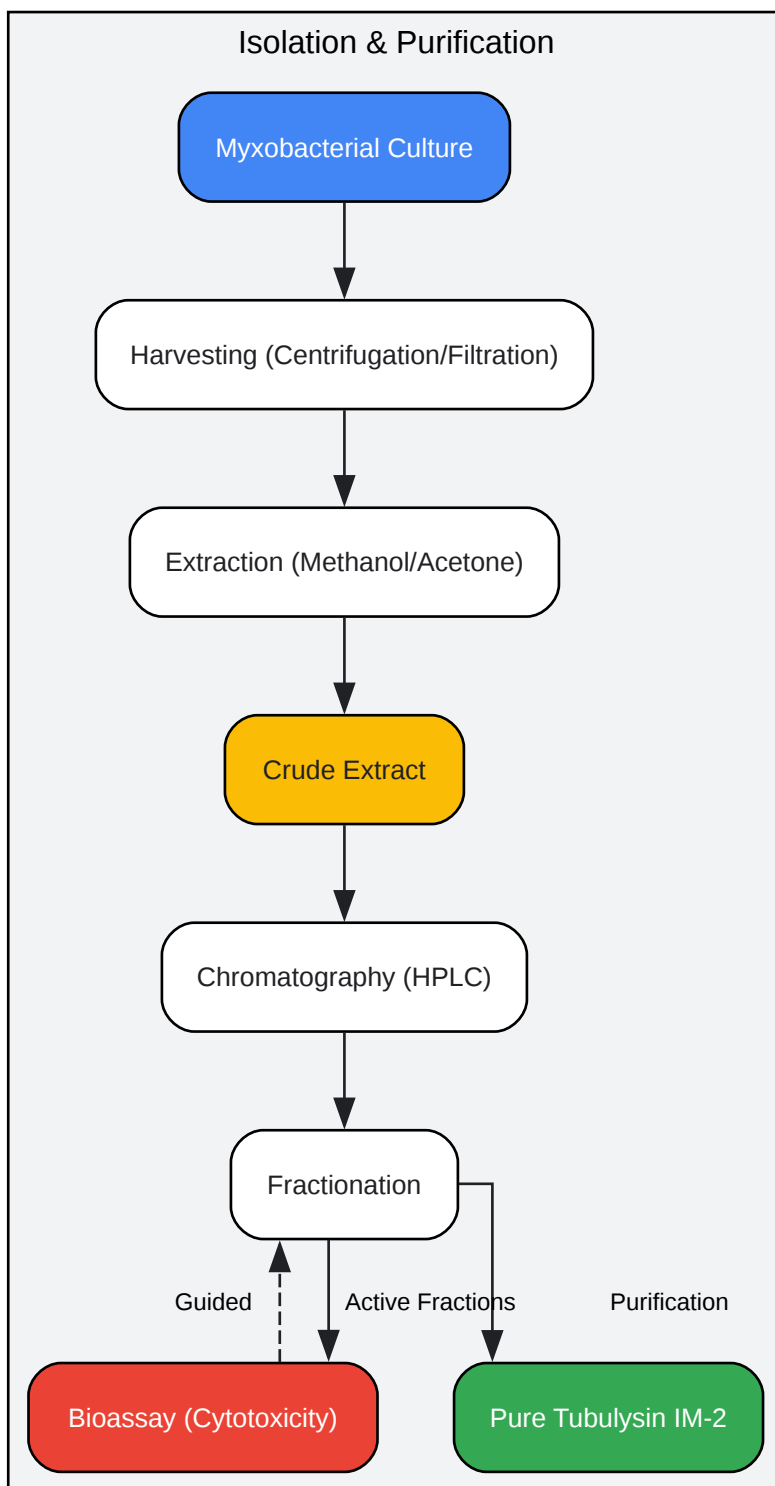 Isolation & Purification
Myxobacterial Culture
Harvesting (Centrifugation/Filtration)
Extraction (Methanol/Acetone)
Crude Extract
Chromatography (HPLC)
Fractionation
Guided
Active Fractions
Purification
Bioassay (Cytotoxicity)
Pure Tubulysin IM-2